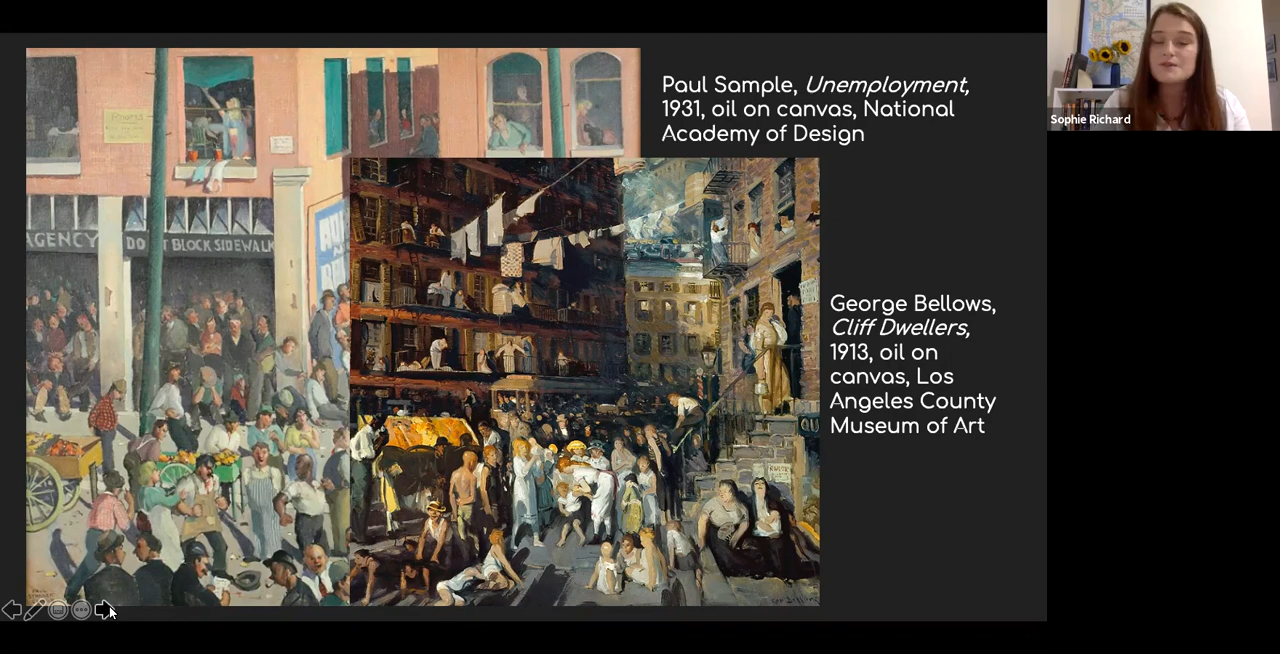 Paul Sample, Unemployment,
1931, oil on canvas, National
Academy of Design
George Bellows,
Cliff Dwellers,
1913, oil on
canvas, Los
Angeles County
Museum of Art
Sophie Richard
AGENCY
BLOCK SIDEWALK